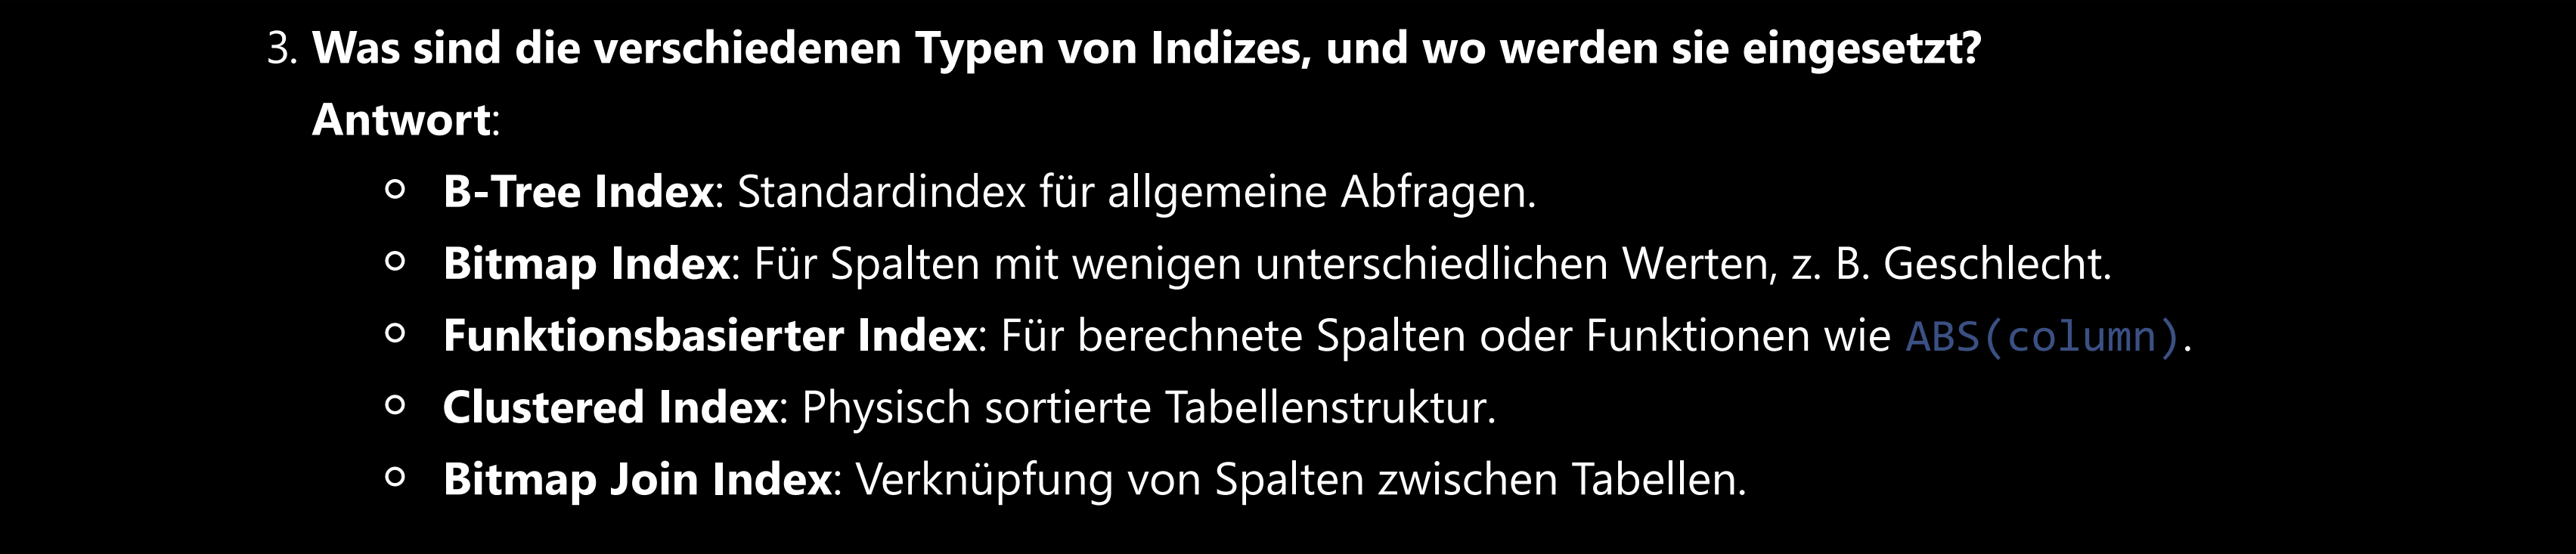 3. Was sind die verschiedenen Typen von Indizes, und wo werden sie eingesetzt?
Antwort:
○ B-Tree Index: Standardindex für allgemeine Abfragen.
○ Bitmap Index: Für Spalten mit wenigen unterschiedlichen Werten, z. B. Geschlecht.
○ Funktionsbasierter Index: Für berechnete Spalten oder Funktionen wie ABS(column).
○ Clustered Index: Physisch sortierte Tabellenstruktur.
○ Bitmap Join Index: Verknüpfung von Spalten zwischen Tabellen.